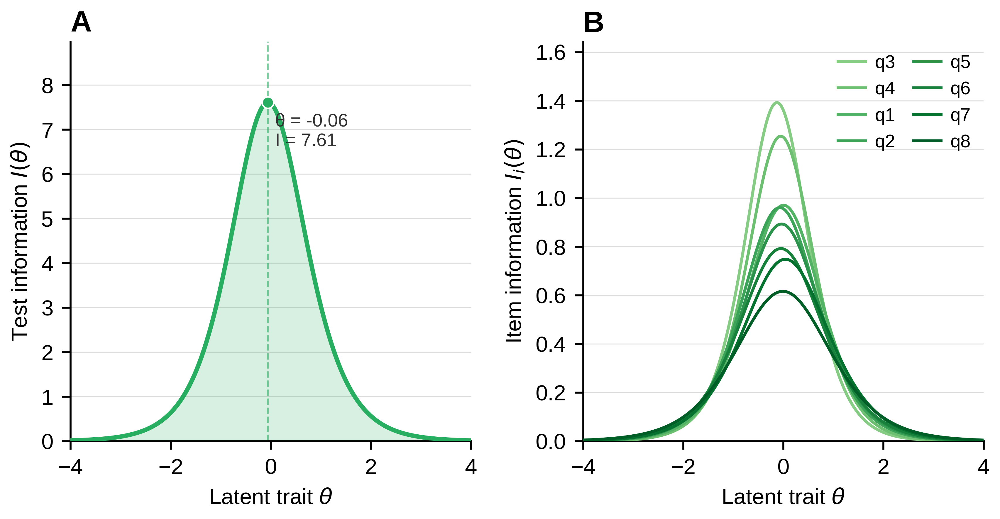 A
Test information I(θ)
8
7
6
5
4
3
2
1
0
θ = -0.06
I = 7.61
−4 −2 0 2 4
Latent trait θ
B
Item information Iᵢ(θ)
1.6
1.4
1.2
1.0
0.8
0.6
0.4
0.2
0.0
q3 q5
q4 q6
q1 q7
q2 q8
−4 −2 0 2 4
Latent trait θ